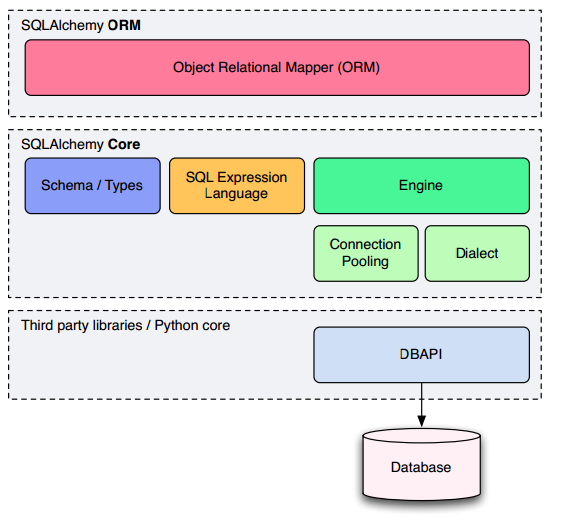 SQLAlchemy ORM
Object Relational Mapper (ORM)
SQLAlchemy Core
Schema / Types
SQL Expression
Language
Engine
Connection
Pooling
Dialect
Third party libraries / Python core
DBAPI
Database